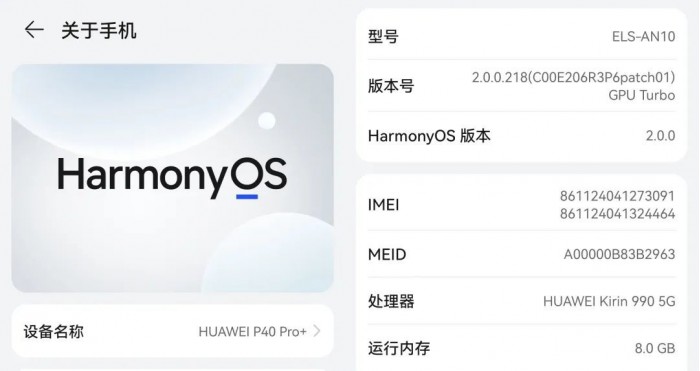 关于手机
HarmonyOS
设备名称 HUAWEI P40 Pro+
型号 ELS-AN10
版本号 2.0.0.218(C00E206R3P6patch01)
GPU Turbo
HarmonyOS 版本 2.0.0
IMEI 861124041273091
861124041324464
MEID A00000B83B2963
处理器 HUAWEI Kirin 990 5G
运行内存 8.0 GB